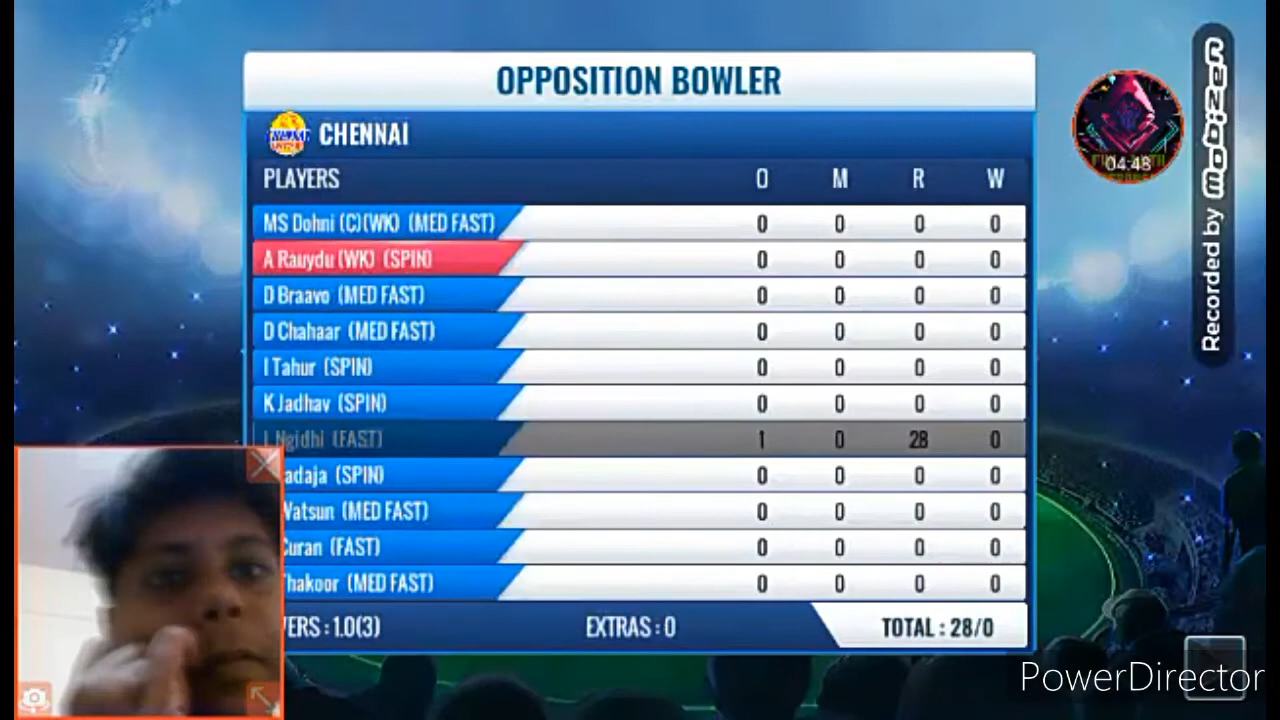 OPPOSITION BOWLER
CHENNAI
PLAYERS O M R W
MS Dohni (C)(WK) (MED FAST) 0 0 0 0
A Rauydu (WK) (SPIN) 0 0 0 0
D Braavo (MED FAST) 0 0 0 0
D Chahaar (MED FAST) 0 0 0 0
I Tahur (SPIN) 0 0 0 0
K Jadhav (SPIN) 0 0 0 0
L Ngidhi (FAST) 1 0 28 0
adaja (SPIN) 0 0 0 0
Watsun (MED FAST) 0 0 0 0
Curan (FAST) 0 0 0 0
Thakoor (MED FAST) 0 0 0 0
VERS : 1.0(3) EXTRAS : 0 TOTAL : 28/0
04:48
Recorded by mobizen
PowerDirector